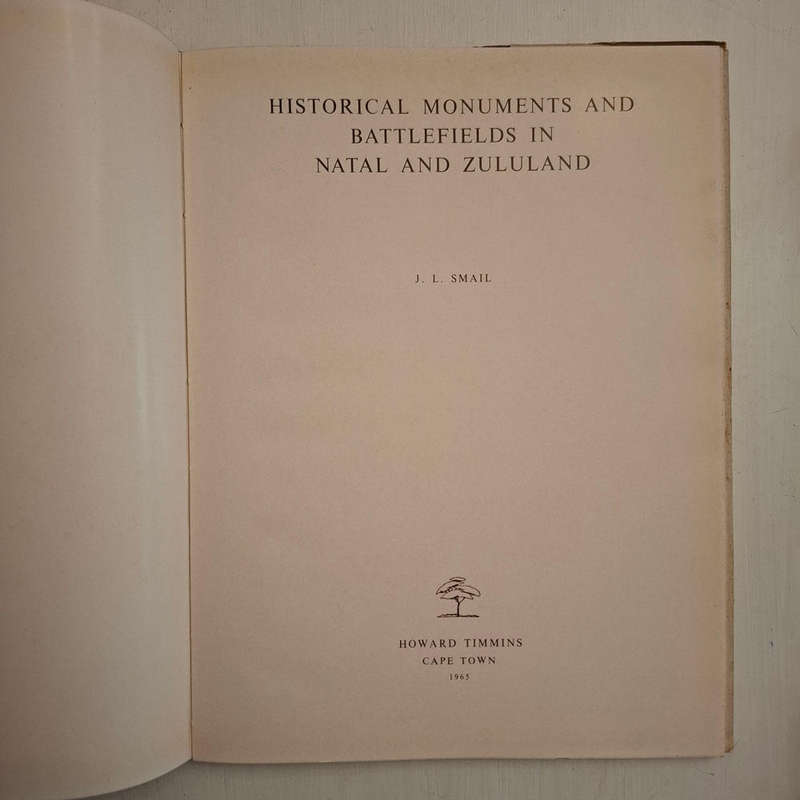 HISTORICAL MONUMENTS AND
BATTLEFIELDS IN
NATAL AND ZULULAND
J. L. SMAIL
HOWARD TIMMINS
CAPE TOWN
1965